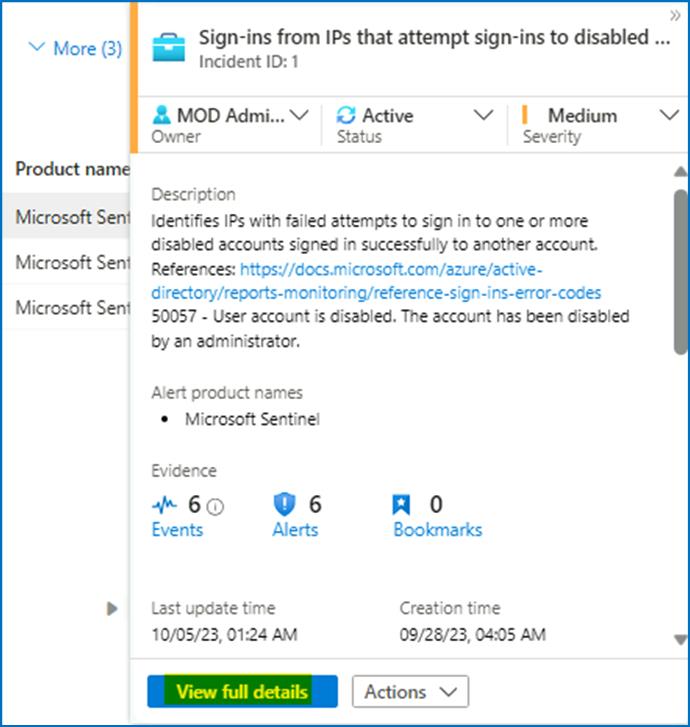 More (3)
Product name
Microsoft Sent
Microsoft Sent
Microsoft Sent
Sign-ins from IPs that attempt sign-ins to disabled ...
Incident ID: 1
MOD Admi...
Owner
Active
Status
Medium
Severity
Description
Identifies IPs with failed attempts to sign in to one or more
disabled accounts signed in successfully to another account.
References: https://docs.microsoft.com/azure/active-
directory/reports-monitoring/reference-sign-ins-error-codes
50057 - User account is disabled. The account has been disabled
by an administrator.
Alert product names
• Microsoft Sentinel
Evidence
6
Events
6
Alerts
0
Bookmarks
Last update time
10/05/23, 01:24 AM
Creation time
09/28/23, 04:05 AM
View full details
Actions